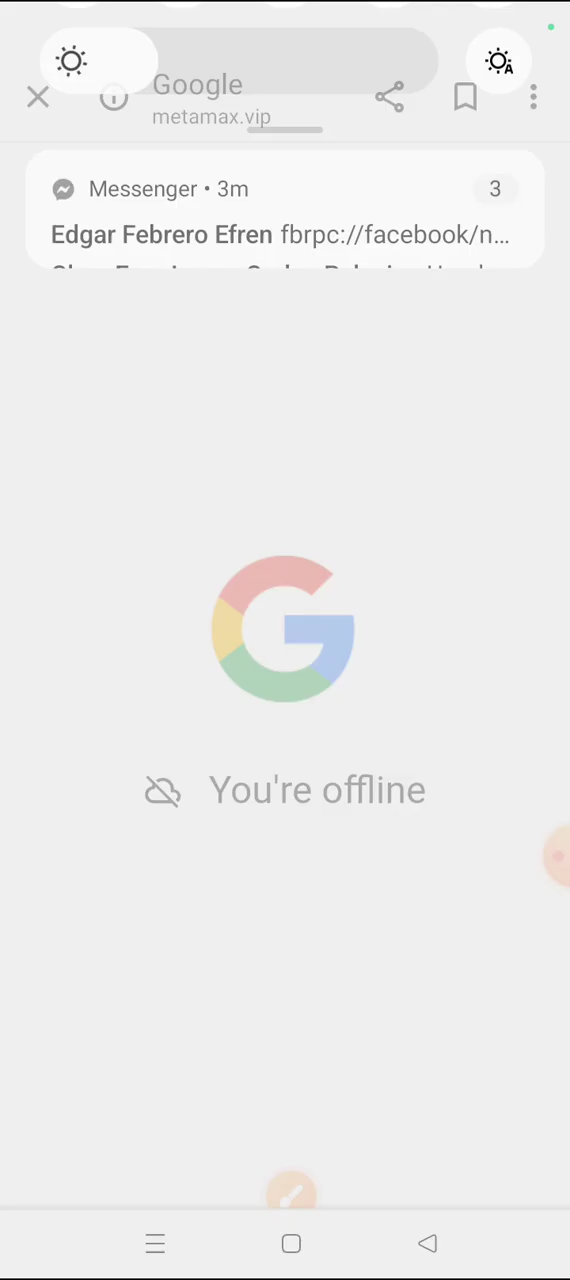 Google
metamax.vip
Messenger • 3m
3
Edgar Febrero Efren fbrpc://facebook/n...
You're offline